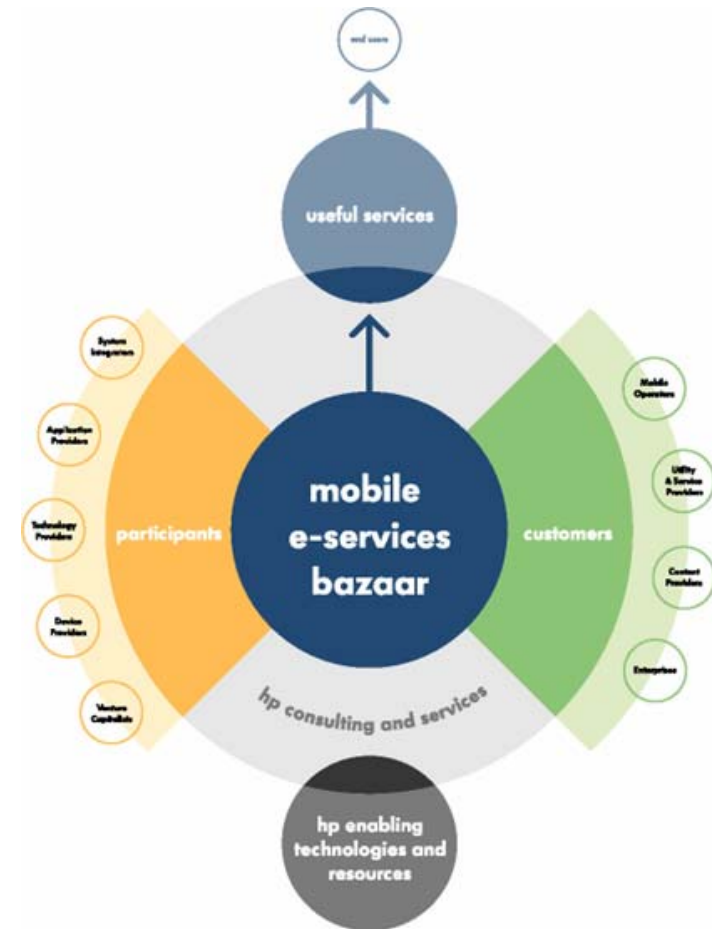 end users
useful services
System
Integrators
Application
Providers
Technology
Providers
Device
Providers
Venture
Capitalists
participants
mobile
e-services
bazaar
customers
Mobile
Operators
Utility
& Service
Providers
Content
Providers
Enterprises
hp consulting and services
hp enabling
technologies and
resources